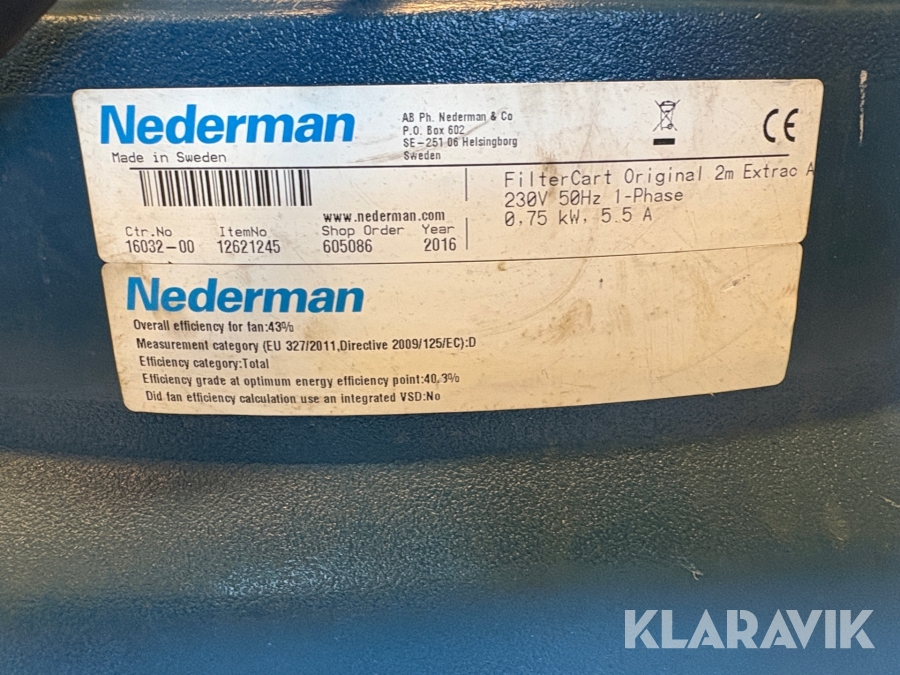 Nederman
Made in Sweden
AB Ph. Nederman & Co
P.O. Box 602
SE-251 06 Helsingborg
Sweden
CE
www.nederman.com
Ctr.No ItemNo Shop Order Year
16032-00 12621245 605086 2016
FilterCart Original 2m Extrac A
230V 50Hz 1-Phase
0,75 kW, 5.5 A
Nederman
Overall efficiency for fan:43%
Measurement category (EU 327/2011,Directive 2009/125/EC):D
Efficiency category:Total
Efficiency grade at optimum energy efficiency point:40,3%
Did fan efficiency calculation use an integrated VSD:No
KLARAVIK